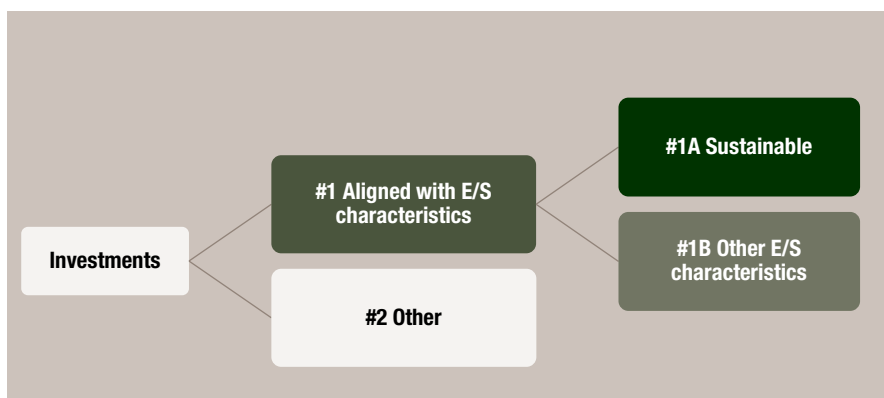 Investments
#1 Aligned with E/S
characteristics
#2 Other
#1A Sustainable
#1B Other E/S
characteristics